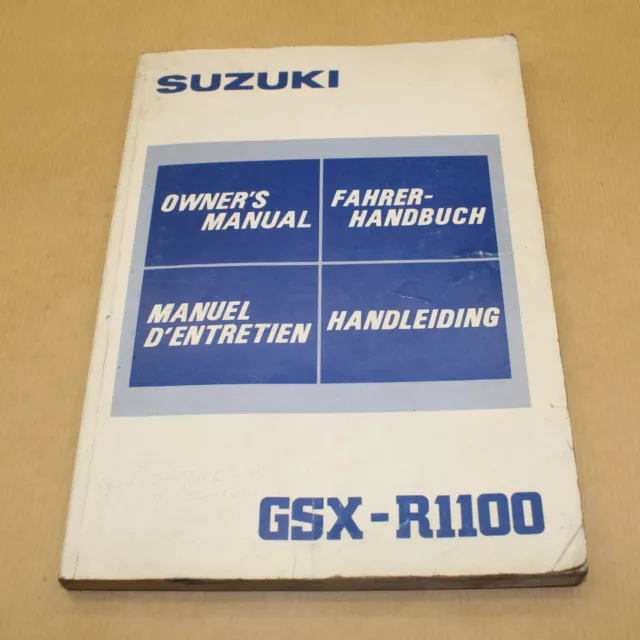 SUZUKI
OWNER'S
MANUAL
FAHRER-
HANDBUCH
MANUEL
D'ENTRETIEN
HANDLEIDING
GSX-R1100